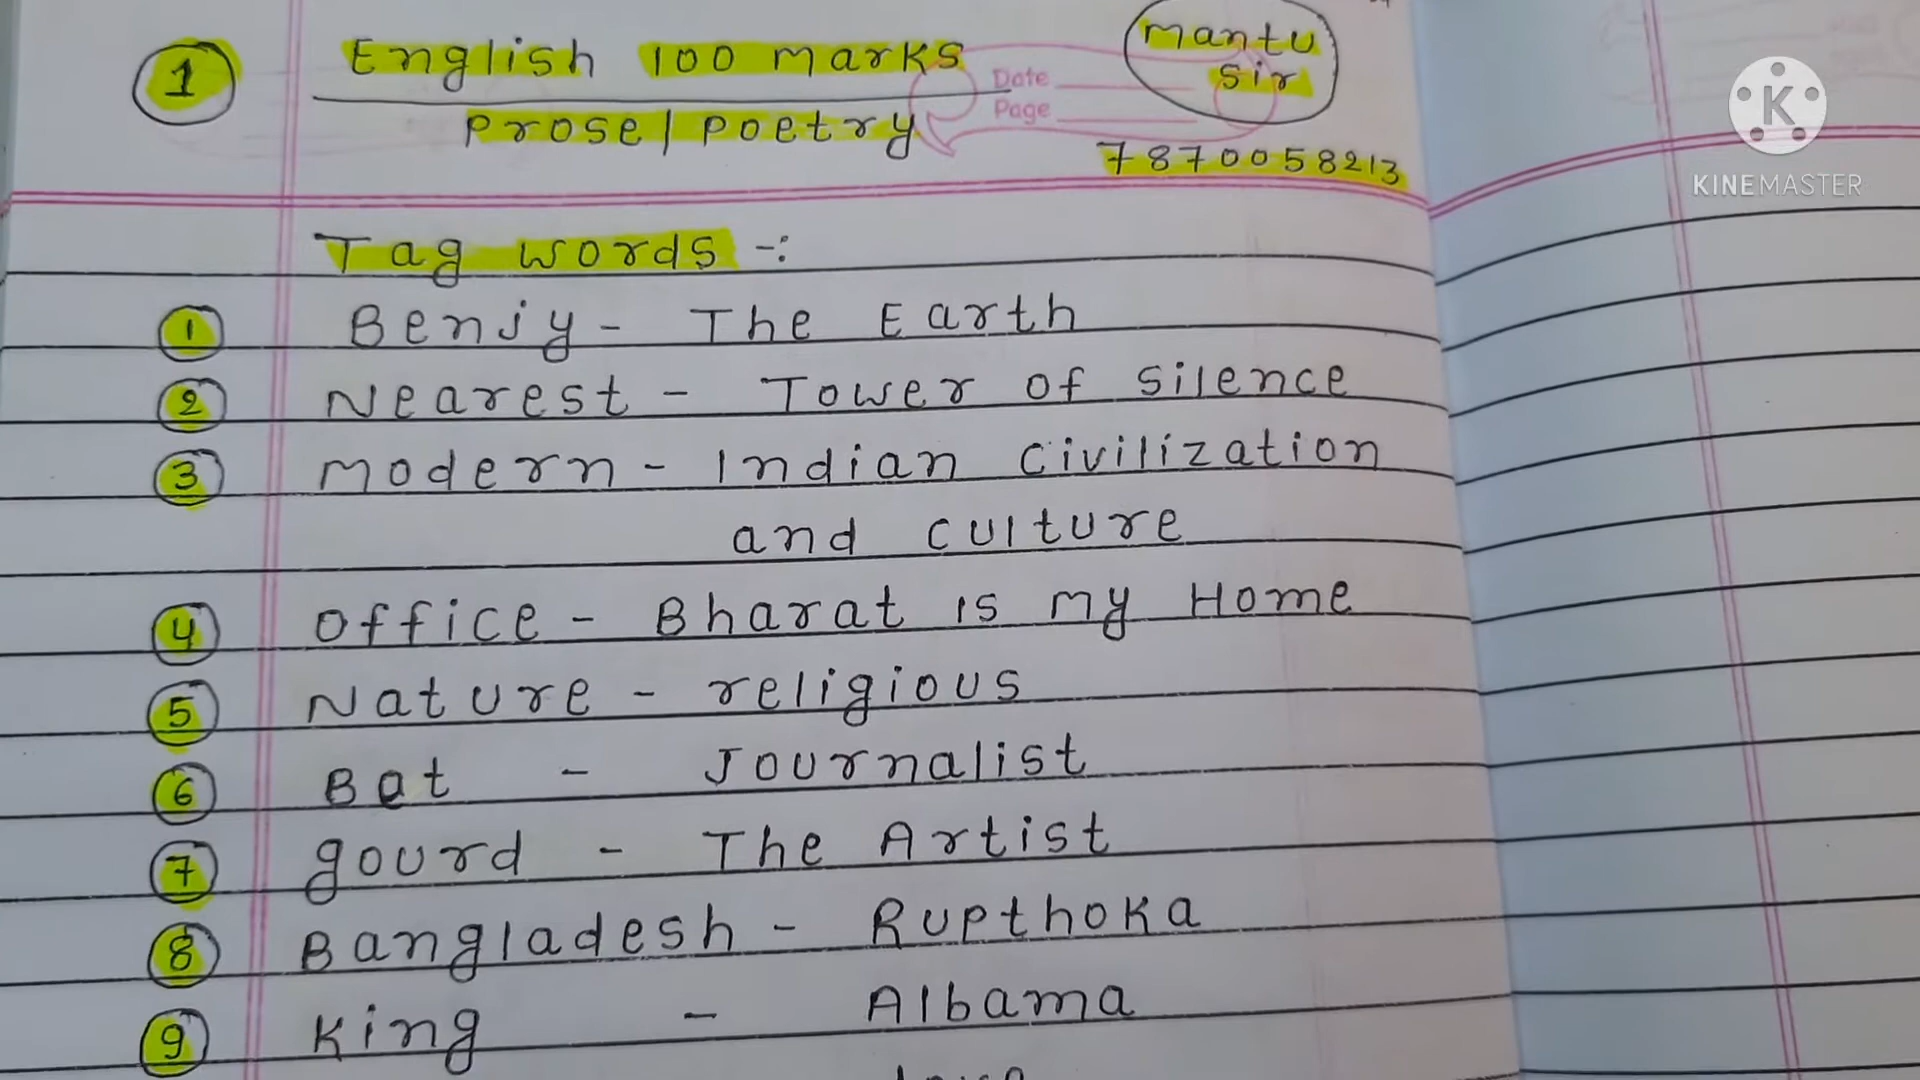 1 English 100 marks
Prose/Poetry
Mantu
Sir
Date
Page
7870058213
KINEMASTER
Tag words -:
1 Benjy - The Earth
2 Nearest - Tower of silence
3 Modern - Indian civilization
and culture
4 Office - Bharat is my Home
5 Nature - religious
6 Bat - Journalist
7 gourd - The Artist
8 Bangladesh - Rupthoka
9 King - Albama